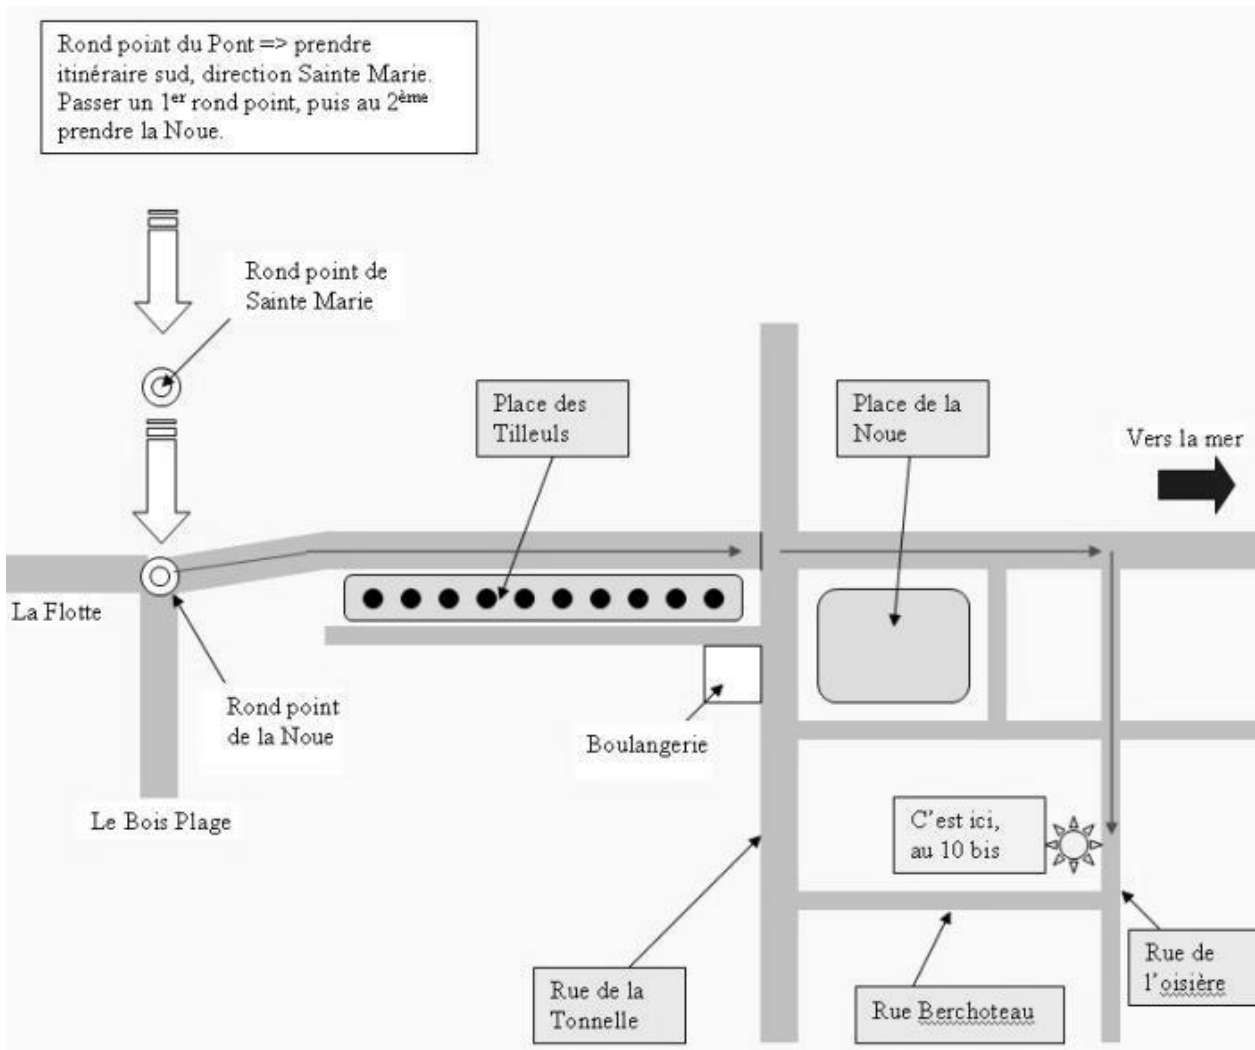 Rond point du Pont => prendre
itinéraire sud, direction Sainte Marie.
Passer un 1er rond point, puis au 2ème
prendre la Noue.
Rond point de
Sainte Marie
Place des
Tilleuls
Place de la
Noue
Vers la mer
La Flotte
Rond point
de la Noue
Boulangerie
Le Bois Plage
C'est ici,
au 10 bis
Rue de la
Tonnelle
Rue Berchoteau
Rue de
l'oisière